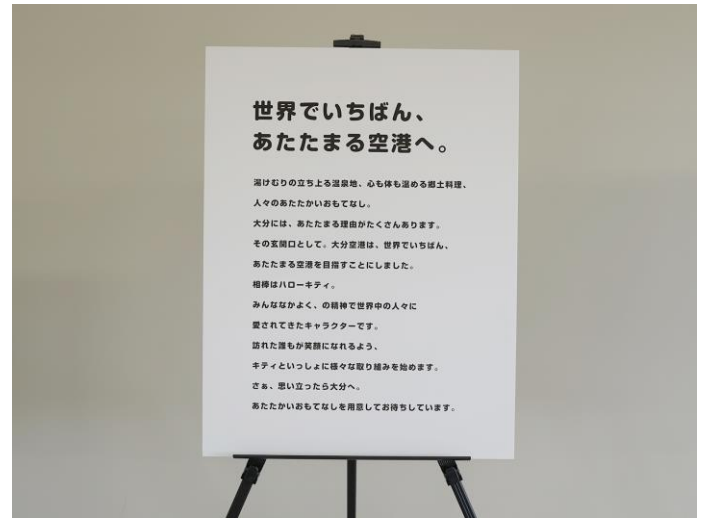 世界でいちばん、
あたたまる空港へ。
湯けむりの立ち上る温泉地、心も体も温める郷土料理、
人々のあたたかいおもてなし。
大分には、あたたまる理由がたくさんあります。
その玄関口として。大分空港は、世界でいちばん、
あたたまる空港を目指すことにしました。
相棒はハローキティ。
みんななかよく、の精神で世界中の人々に
愛されてきたキャラクターです。
訪れた誰もが笑顔になれるよう、
キティといっしょに様々な取り組みを始めます。
さぁ、思い立ったら大分へ。
あたたかいおもてなしを用意してお待ちしています。